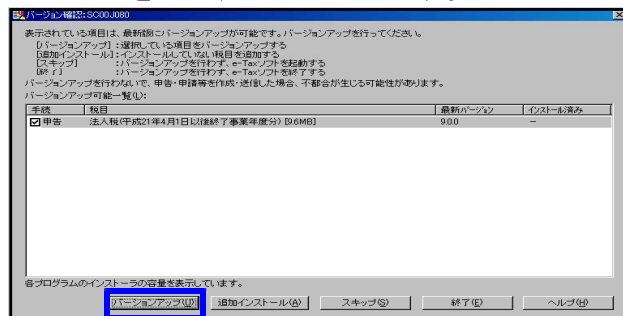 バージョン確認:SC00J080
表示されている項目は、最新版にバージョンアップが可能です。バージョンアップを行ってください。
[バージョンアップ]:選択している項目をバージョンアップする
[追加インストール]:インストールしていない税目を追加する
[スキップ] :バージョンアップを行わず、e-Taxソフトを起動する
[終了] :バージョンアップを行わず、e-Taxソフトを終了する
バージョンアップを行わないで、申告・申請等を作成・送信した場合、不都合が生じる可能性があります。
バージョンアップ可能一覧(L):
手続 税目 最新バージョン インストール済み
申告 法人税(平成21年4月1日以後終了事業年度分) [9.6MB] 9.0.0 －
各プログラムのインストーラの容量を表示しています。
バージョンアップ(U) 追加インストール(A) スキップ(S) 終了(E) ヘルプ(H)